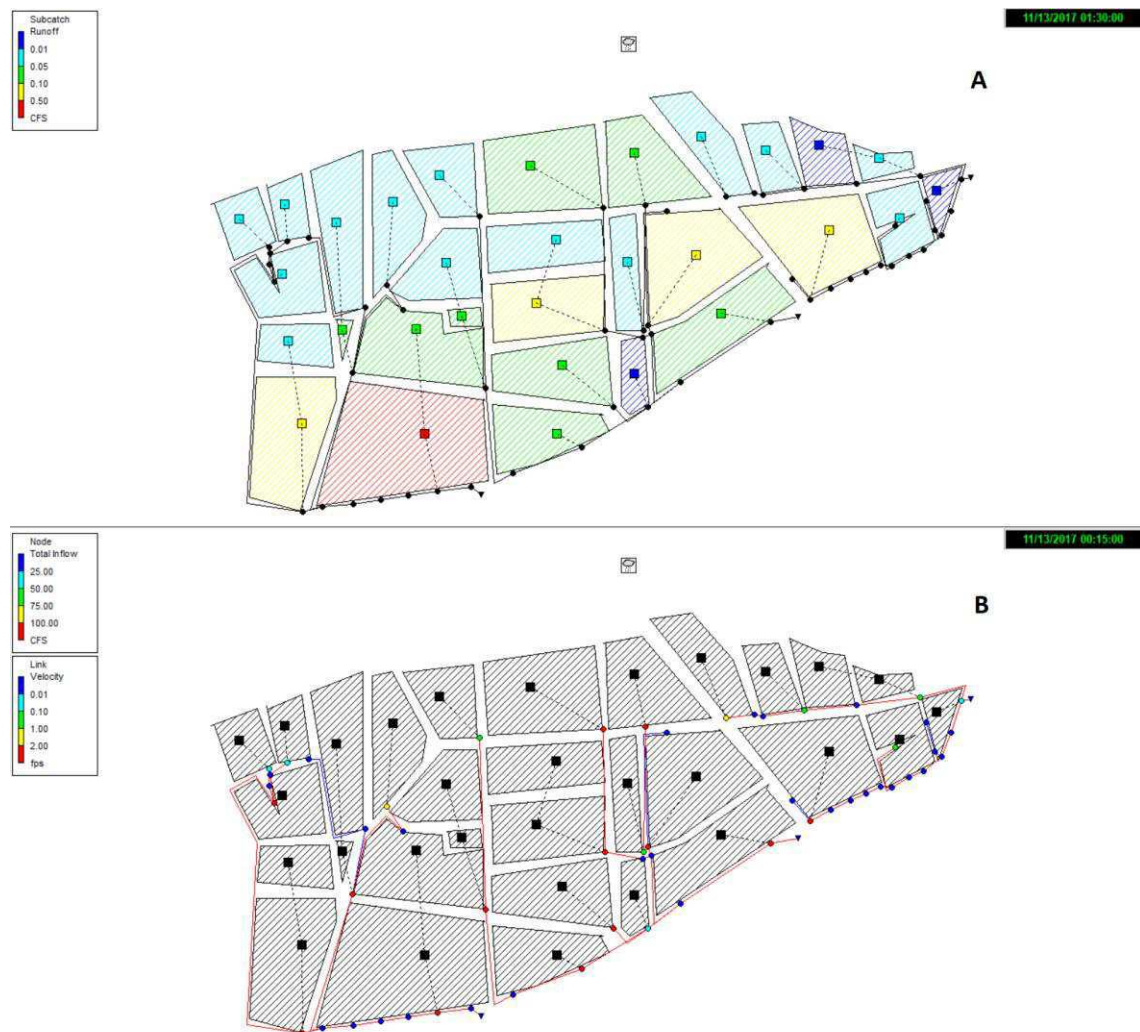 Subcatch
Runoff
0.01
0.05
0.10
0.50
CFS
11/13/2017 01:30:00
A
Node
Total Inflow
25.00
50.00
75.00
100.00
CFS
11/13/2017 00:15:00
B
Link
Velocity
0.01
0.10
1.00
2.00
fps